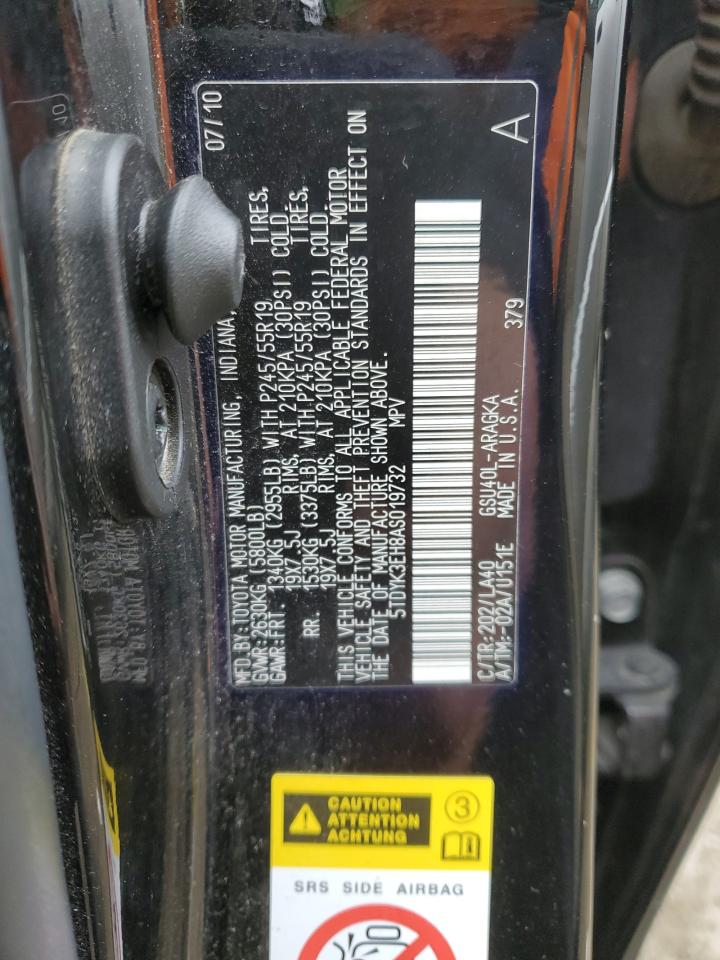 07/10
MFD.BY:TOYOTA MOTOR MANUFACTURING, INDIANA,
GVWR:2630KG (5800LB)
GAWR:FRT. 1340KG (2955LB) WITH P245/55R19 TIRES,
19X7.5J RIMS, AT 210KPA (30PSI) COLD
RR. 1530KG (3375LB) WITH P245/55R19 TIRES,
19X7.5J RIMS, AT 210KPA (30PSI) COLD.
THIS VEHICLE CONFORMS TO ALL APPLICABLE FEDERAL MOTOR
VEHICLE SAFETY AND THEFT PREVENTION STANDARDS IN EFFECT ON
THE DATE OF MANUFACTURE SHOWN ABOVE.
5TDYK3EH8AS019732 MPV
C/TR:202/LA40 GSU40L-ARAGKA
A/TM:-02A/U151E MADE IN U.S.A. 379
A
CAUTION
ATTENTION
ACHTUNG
3
SRS SIDE AIRBAG